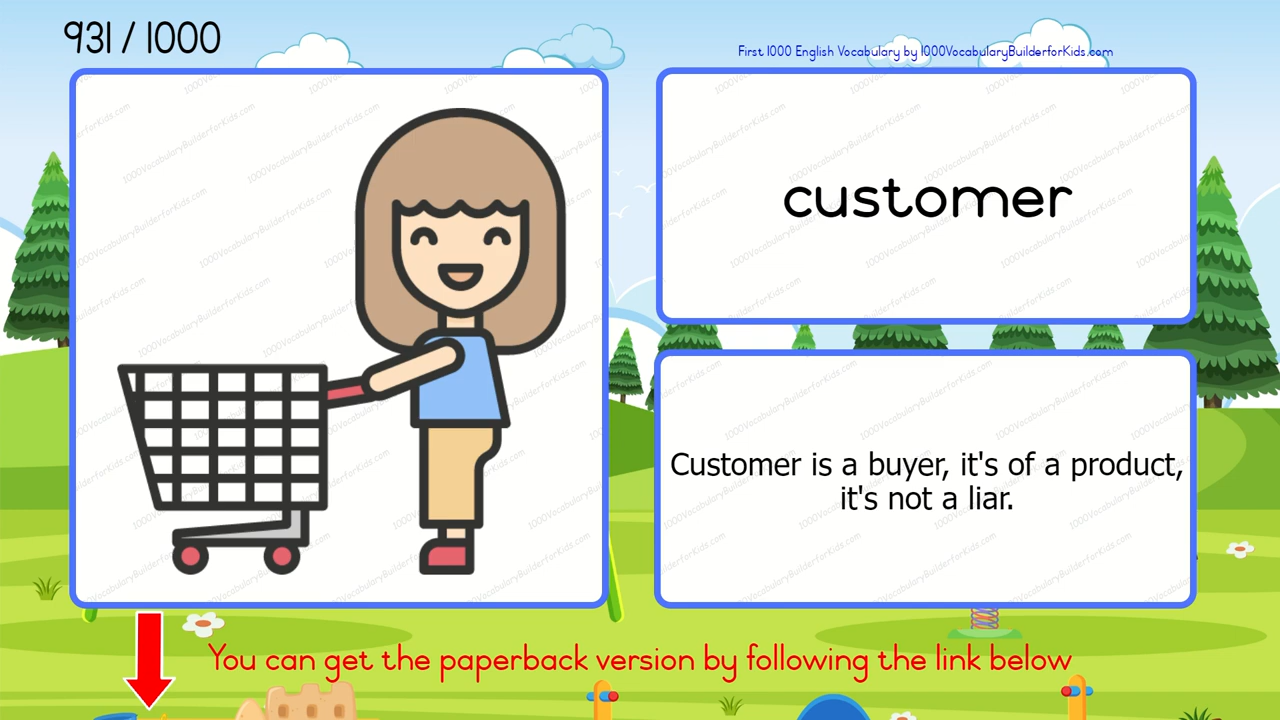 931 / 1000
First 1000 English Vocabulary by 1000VocabularyBuilderforKids.com
customer
Customer is a buyer, it's of a product,
it's not a liar.
You can get the paperback version by following the link below